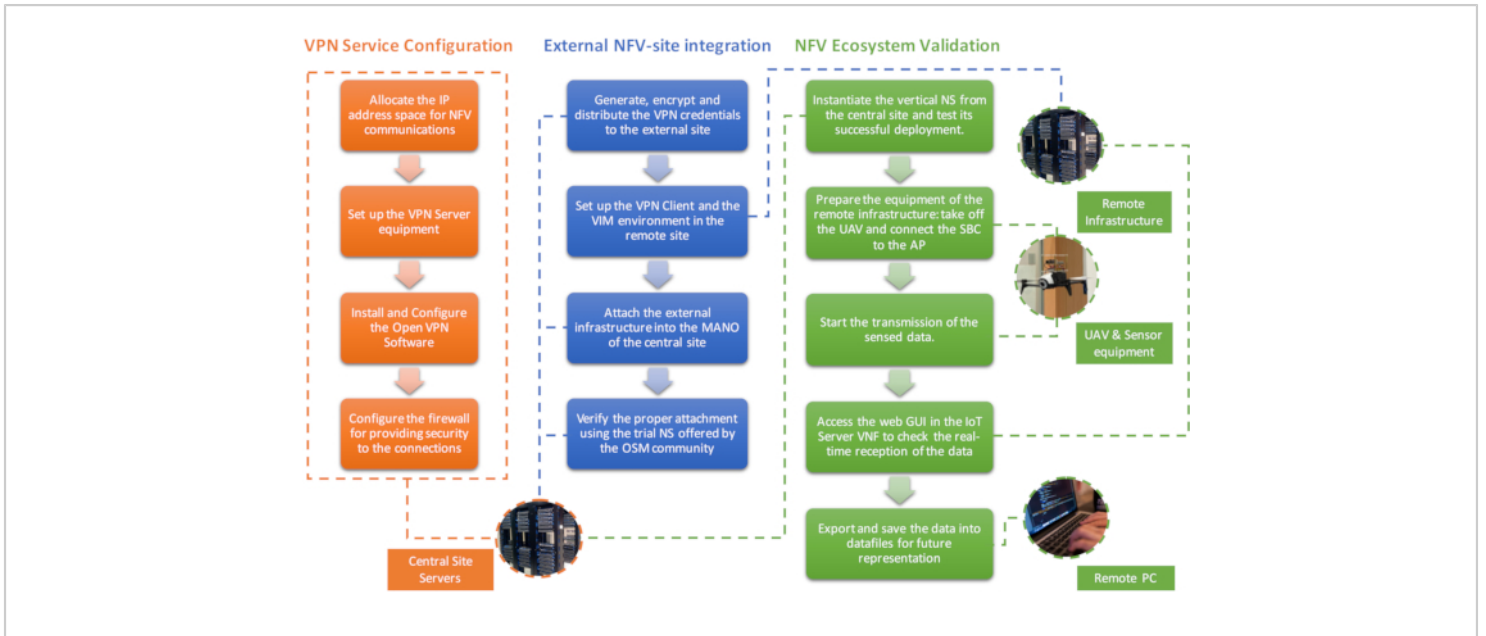 VPN Service Configuration
Allocate the IP
address space for NFV
communications
Set up the VPN Server
equipment
Install and Configure
the Open VPN
Software
Configure the firewall
for providing security
to the connections
Central Site
Servers
External NFV-site integration
Generate, encrypt and
distribute the VPN credentials
to the external site
Set up the VPN Client and the
VIM environment in the
remote site
Attach the external
infrastructure into the MANO
of the central site
Verify the proper attachment
using the trial NS offered by
the OSM community
NFV Ecosystem Validation
Instantiate the vertical NS from
the central site and test its
successful deployment.
Prepare the equipment of the
remote infrastructure: take off
the UAV and connect the SBC
to the AP
Start the transmission of the
sensed data.
Access the web GUI in the IoT
Server VNF to check the real-
time reception of the data
Export and save the data into
datafiles for future
representation
Remote
Infrastructure
UAV & Sensor
equipment
Remote PC